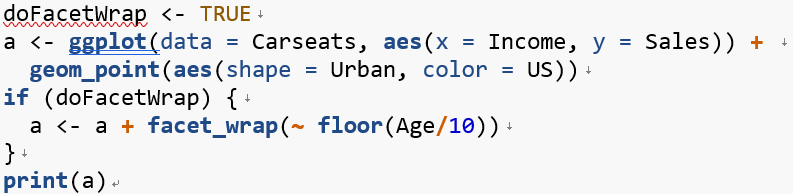 doFacetWrap <- TRUE
a <- ggplot(data = Carseats, aes(x = Income, y = Sales)) +
  geom_point(aes(shape = Urban, color = US))
if (doFacetWrap) {
  a <- a + facet_wrap(~ floor(Age/10))
}
print(a)